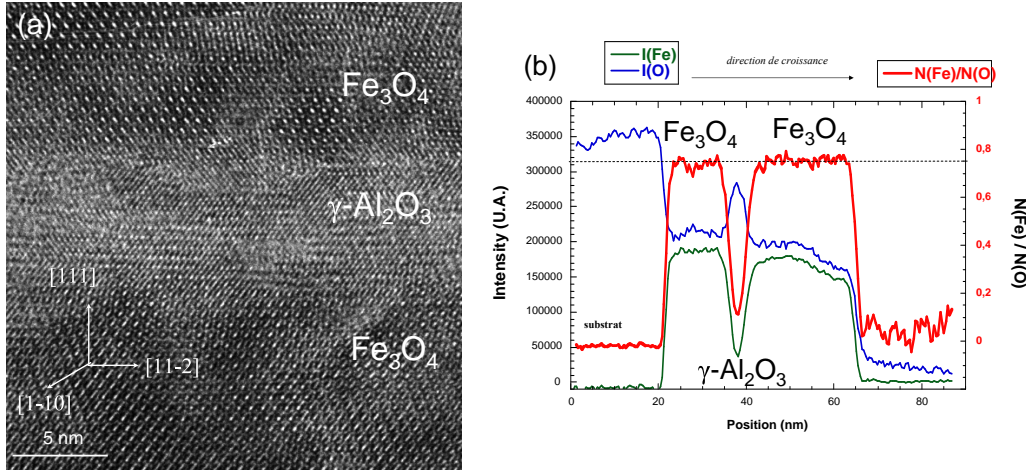 (a)
Fe3O4
γ-Al2O3
[111]
Fe3O4
[11-2]
[1-10]
5 nm
I(Fe)
I(O)
direction de croissance
(b)
N(Fe)/N(O)
400000
350000
300000
250000
200000
150000
100000
50000
0
Intensity (U.A.)
Fe3O4
Fe3O4
substrat
γ-Al2O3
1
0,8
0,6
0,4
0,2
0
N(Fe) / N(O)
0
20
40
60
80
Position (nm)